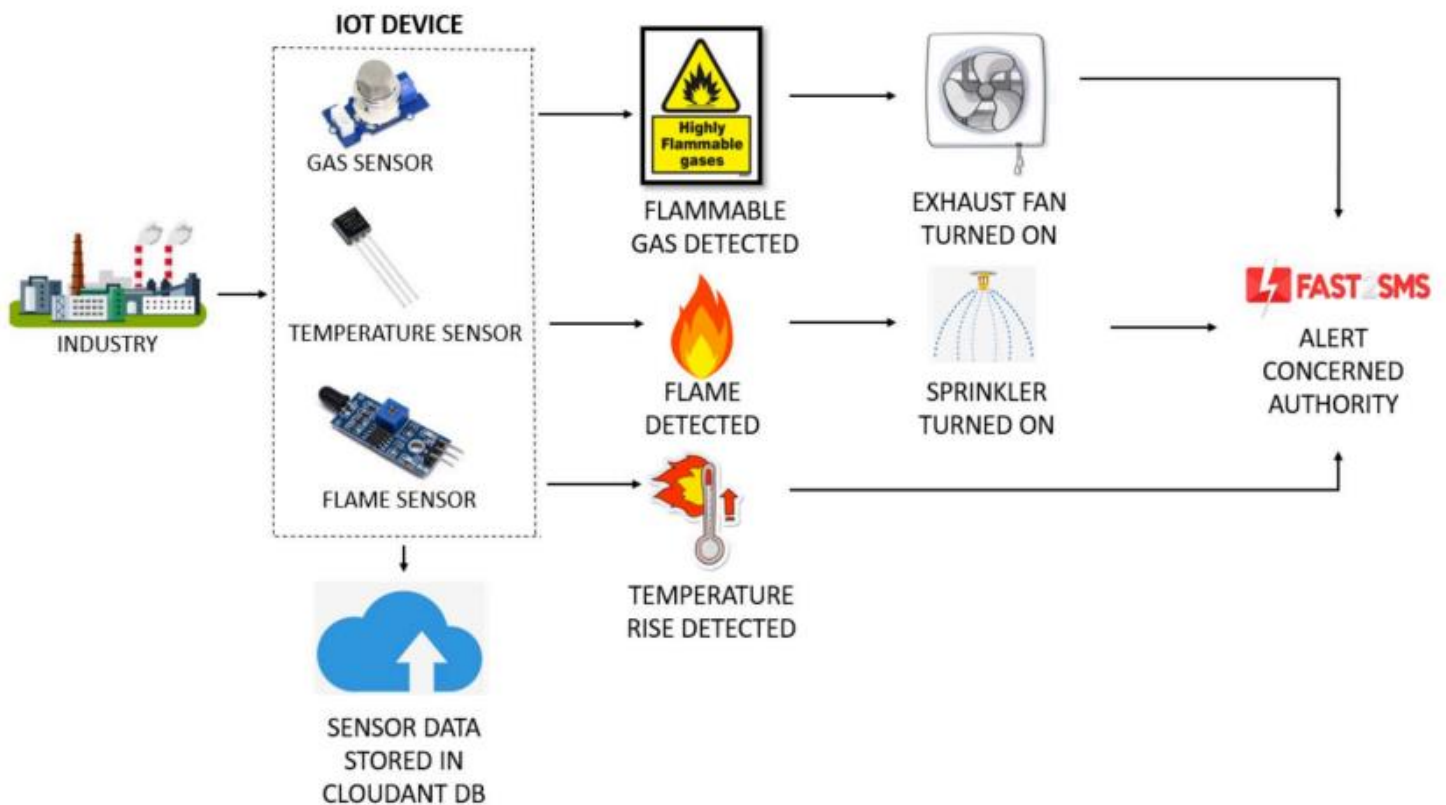 IOT DEVICE
GAS SENSOR
TEMPERATURE SENSOR
FLAME SENSOR
INDUSTRY
Highly
Flammable
gases
FLAMMABLE
GAS DETECTED
EXHAUST FAN
TURNED ON
FLAME
DETECTED
SPRINKLER
TURNED ON
FAST2SMS
ALERT
CONCERNED
AUTHORITY
TEMPERATURE
RISE DETECTED
SENSOR DATA
STORED IN
CLOUDANT DB